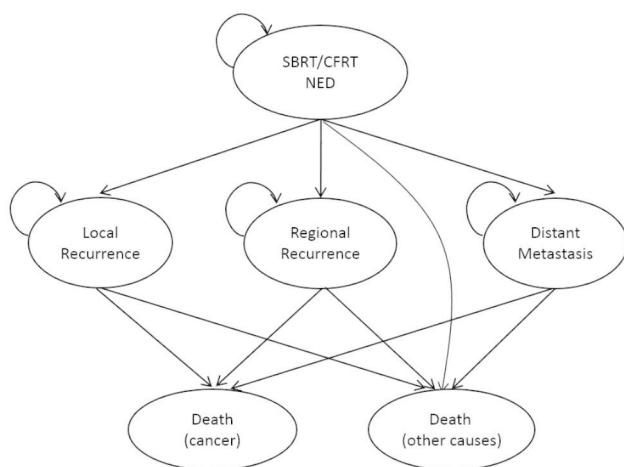 SBRT/CFRT
NED
Local
Recurrence
Regional
Recurrence
Distant
Metastasis
Death
(cancer)
Death
(other causes)